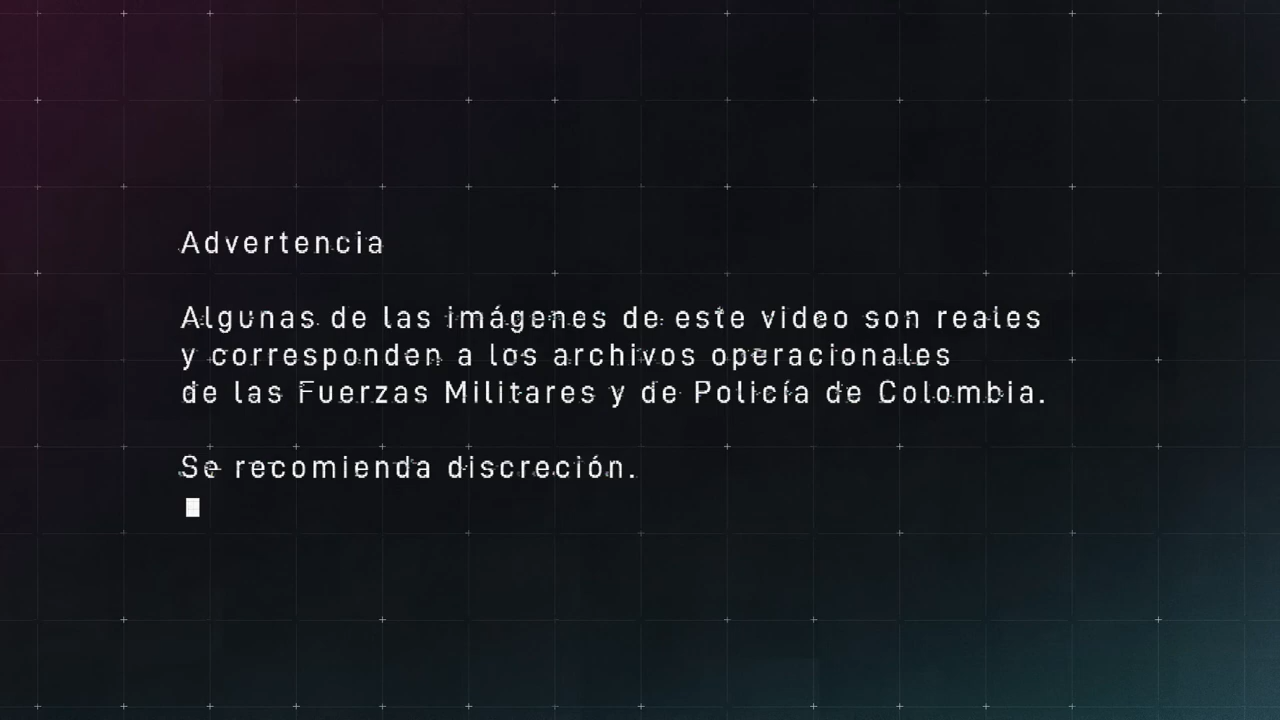 Advertencia
Algunas de las imágenes de este video son reales
y corresponden a los archivos operacionales
de las Fuerzas Militares y de Policía de Colombia.
Se recomienda discreción.